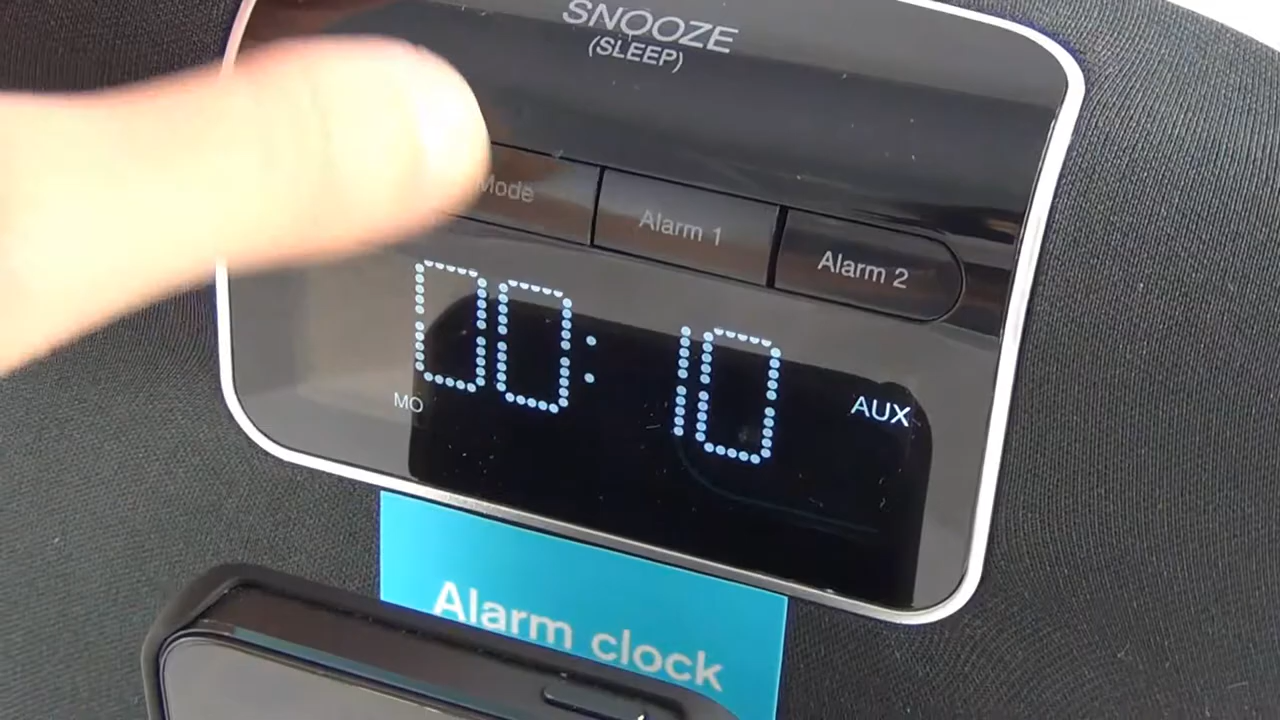 SNOOZE
(SLEEP)
Mode
Alarm 1
Alarm 2
00:10
MO
AUX
Alarm clock